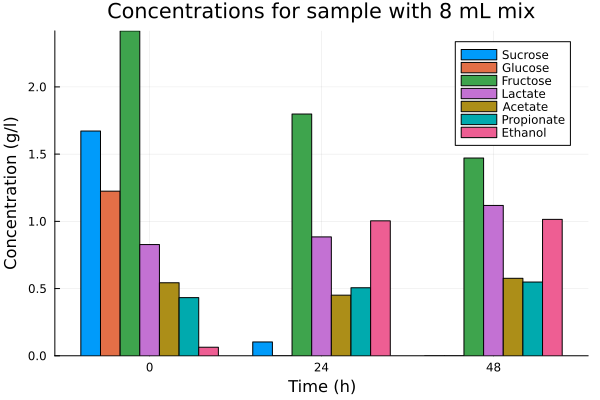 Concentrations for sample with 8 mL mix
Concentration (g/l)
2.0
1.5
1.0
0.5
0.0
Sucrose
Glucose
Fructose
Lactate
Acetate
Propionate
Ethanol
0
24
48
Time (h)